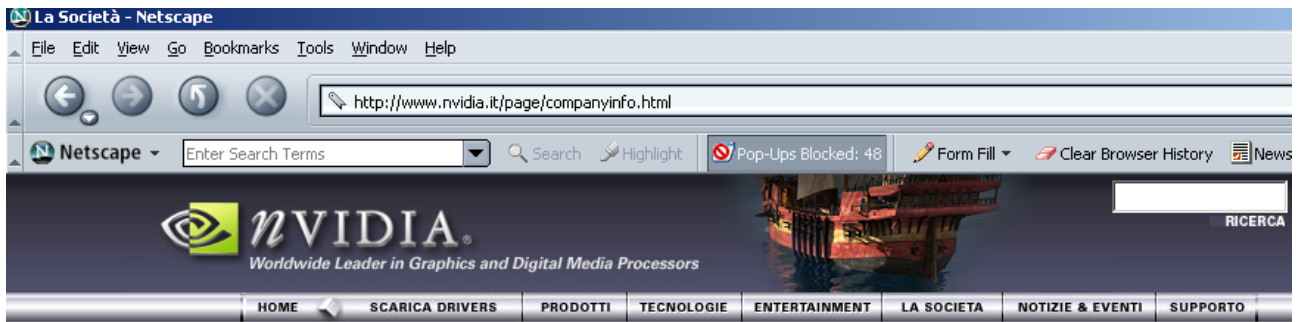 La Società - Netscape
File Edit View Go Bookmarks Tools Window Help
http://www.nvidia.it/page/companyinfo.html
Netscape Enter Search Terms Search Highlight Pop-Ups Blocked: 48 Form Fill Clear Browser History News
nVIDIA®
RICERCA
Worldwide Leader in Graphics and Digital Media Processors
HOME SCARICA DRIVERS PRODOTTI TECNOLOGIE ENTERTAINMENT LA SOCIETA NOTIZIE & EVENTI SUPPORTO